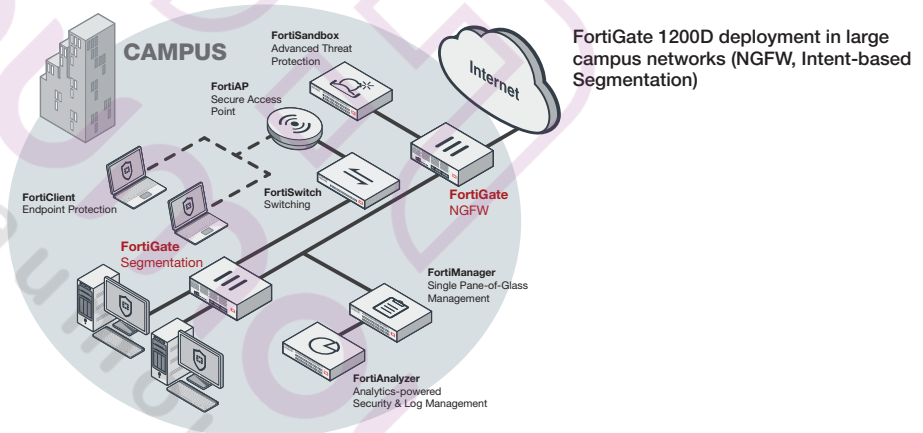 CAMPUS
FortiSandbox
Advanced Threat
Protection
Internet
FortiGate 1200D deployment in large
campus networks (NGFW, Intent-based
Segmentation)
FortiAP
Secure Access
Point
FortiClient
Endpoint Protection
FortiSwitch
Switching
FortiGate
NGFW
FortiGate
Segmentation
FortiManager
Single Pane-of-Glass
Management
FortiAnalyzer
Analytics-powered
Security & Log Management